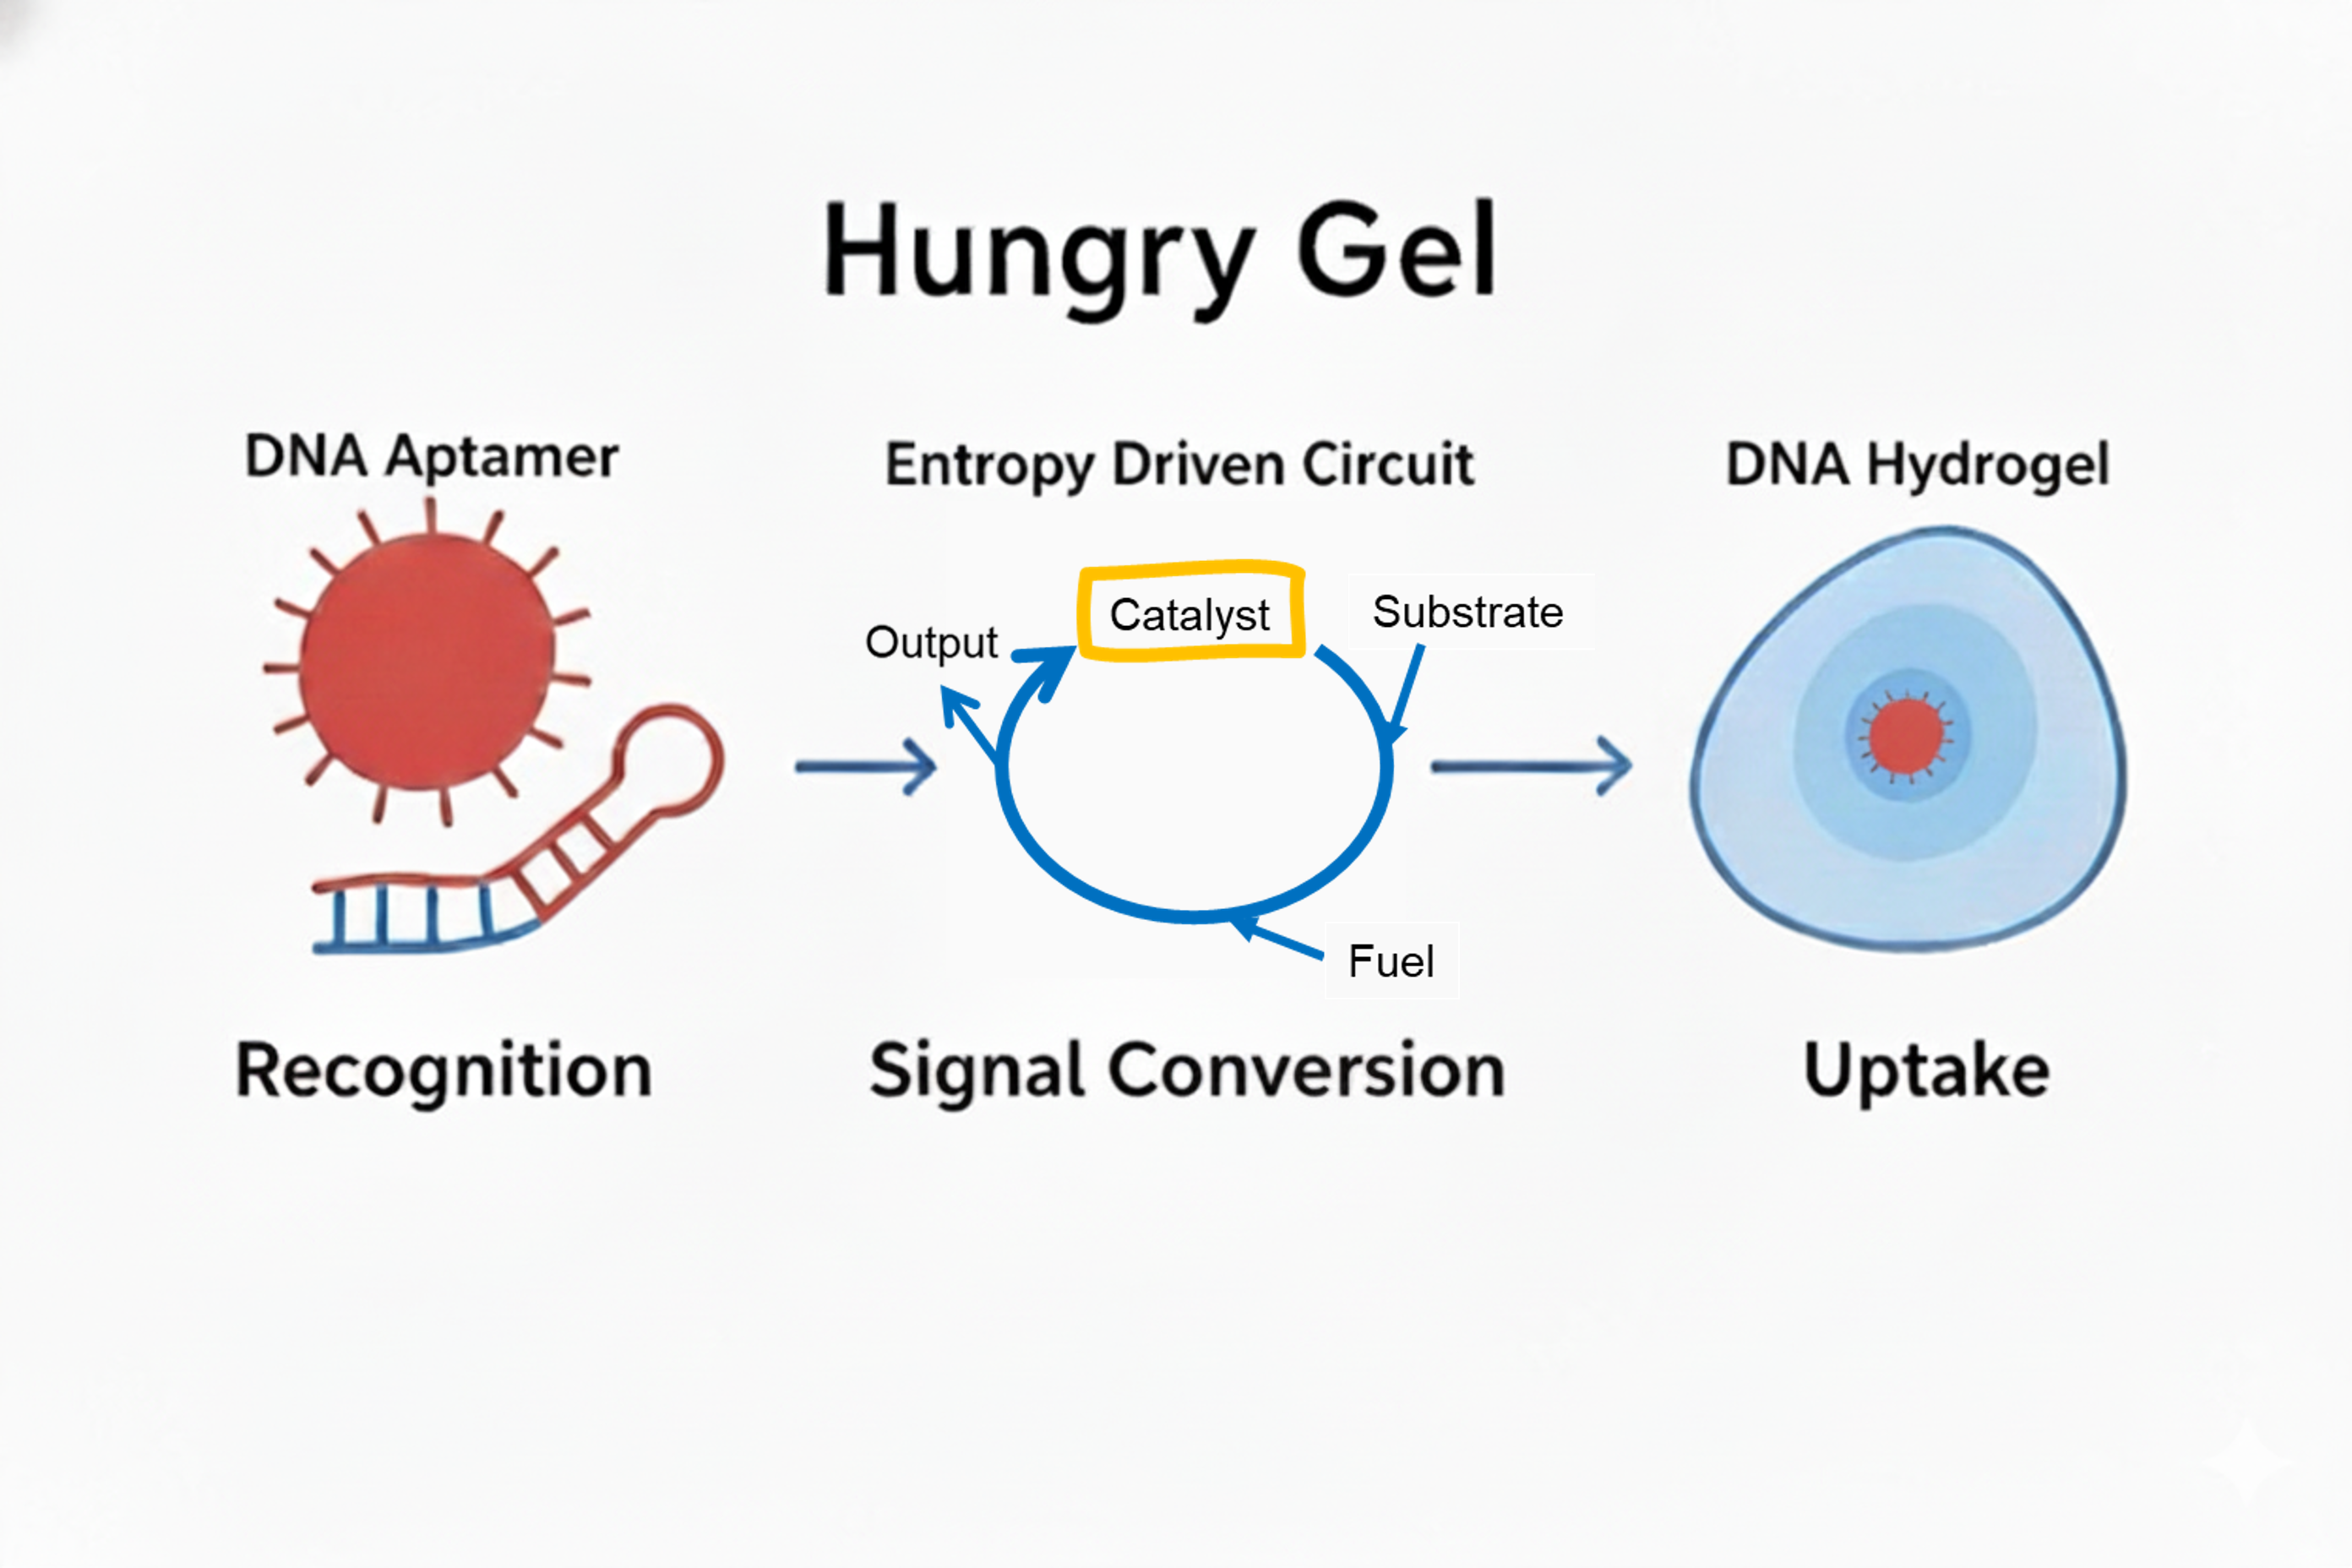 Hungry Gel
DNA Aptamer
Entropy Driven Circuit
DNA Hydrogel
Output
Catalyst
Substrate
Fuel
Recognition
Signal Conversion
Uptake